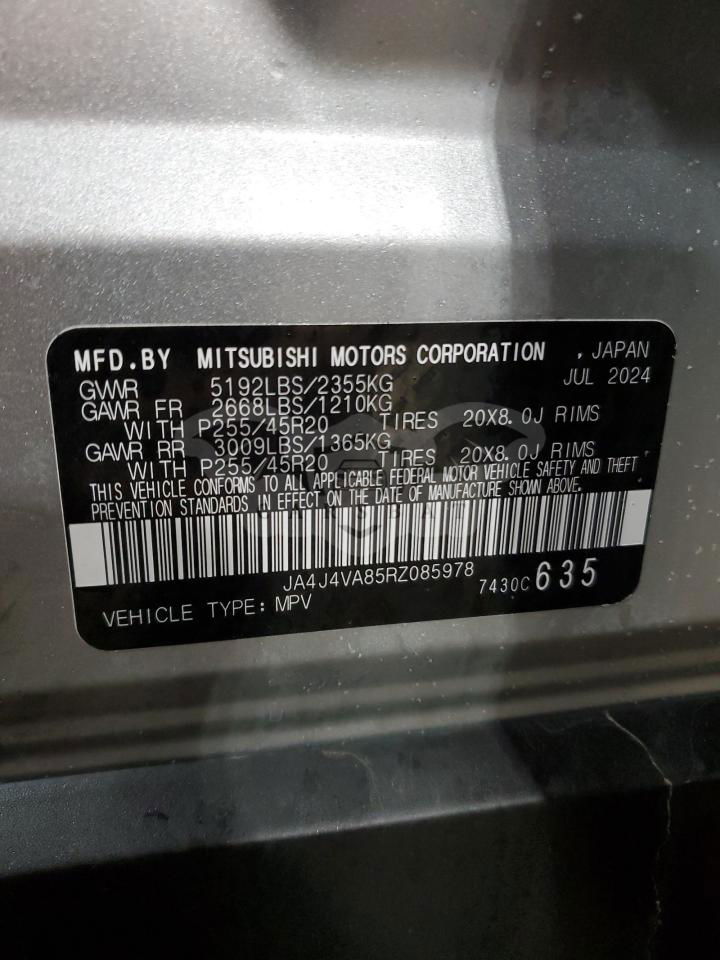 MFD.BY MITSUBISHI MOTORS CORPORATION , JAPAN
GVWR 5192LBS/2355KG JUL 2024
GAWR FR 2668LBS/1210KG
WITH P255/45R20 TIRES 20X8.0J RIMS
GAWR RR 3009LBS/1365KG
WITH P255/45R20 TIRES 20X8.0J RIMS
THIS VEHICLE CONFORMS TO ALL APPLICABLE FEDERAL MOTOR VEHICLE SAFETY AND THEFT
PREVENTION STANDARDS IN EFFECT ON THE DATE OF MANUFACTURE SHOWN ABOVE.
JA4J4VA85RZ085978 7430C 635
VEHICLE TYPE: MPV